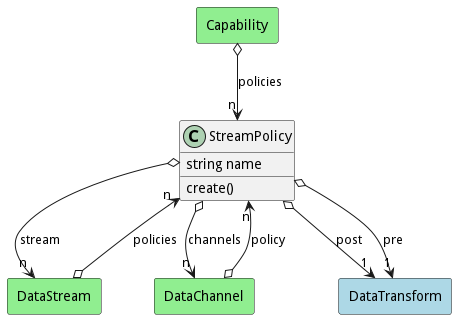 Capability
policies
n
C StreamPolicy
string name
create()
n
n
stream
policies
channels
policy
post
pre
n
n
1
1
DataStream
DataChannel
DataTransform